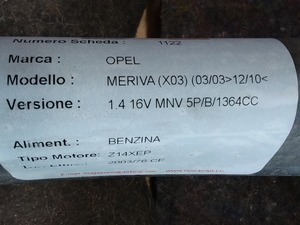 Numero Scheda : 1122
Marca : OPEL
Modello : MERIVA (X03) (03/03>12/10<
Versione : 1.4 16V MNV 5P/B/1364CC
Aliment. : BENZINA
Tipo Motore: Z14XEP
2003/76 CE